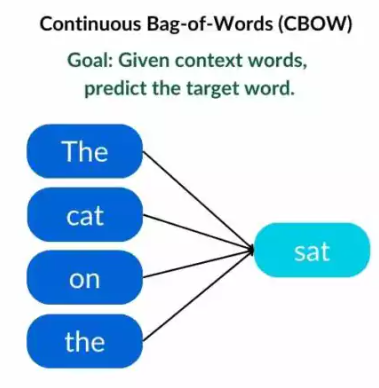 Continuous Bag-of-Words (CBOW)
Goal: Given context words,
predict the target word.
The
cat
on
the
sat